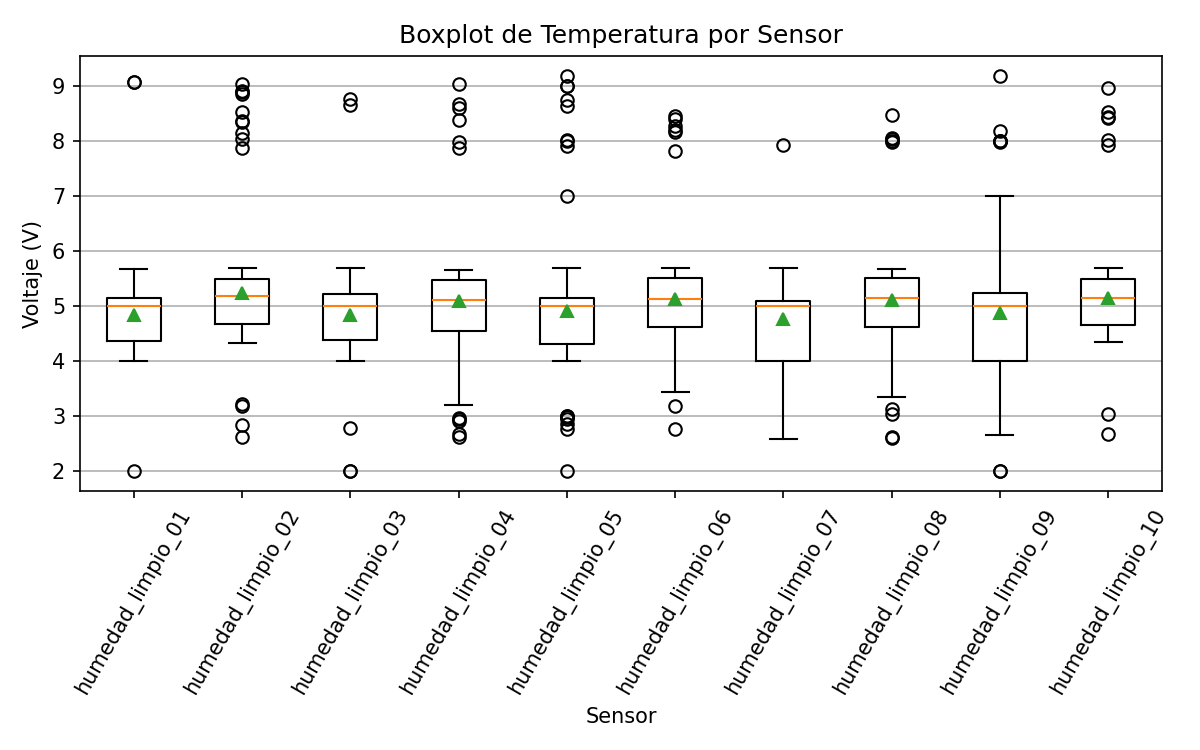 Boxplot de Temperatura por Sensor
Voltaje (V)
9
8
7
6
5
4
3
2
humedad_limpio_01
humedad_limpio_02
humedad_limpio_03
humedad_limpio_04
humedad_limpio_05
humedad_limpio_06
humedad_limpio_07
humedad_limpio_08
humedad_limpio_09
humedad_limpio_10
Sensor